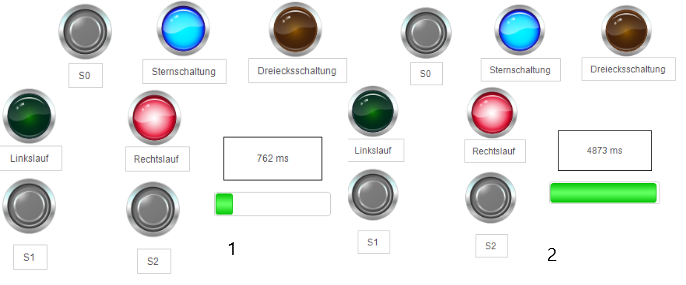 S0
Sternschaltung
Dreiecksschaltung
Linkslauf
Rechtslauf
762 ms
S1
S2
1
S0
Sternschaltung
Dreiecksschaltung
Linkslauf
Rechtslauf
4873 ms
S1
S2
2